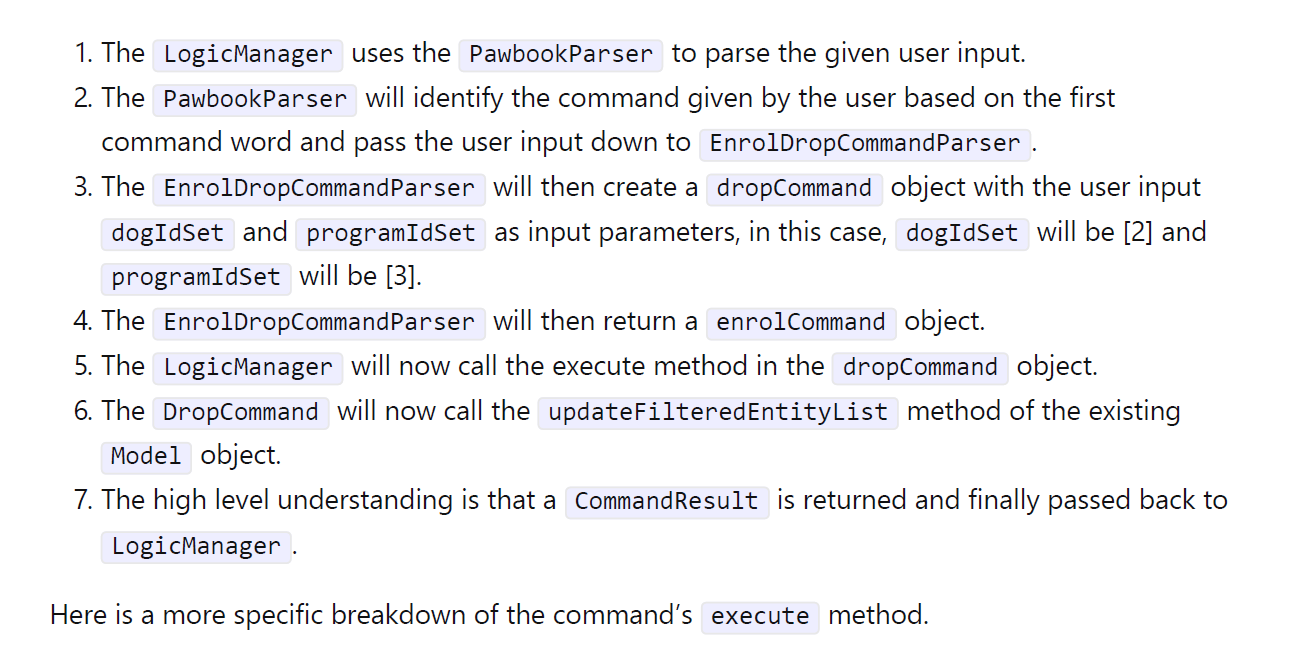 1. The LogicManager uses the PawbookParser to parse the given user input.
2. The PawbookParser will identify the command given by the user based on the first
command word and pass the user input down to EnrolDropCommandParser.
3. The EnrolDropCommandParser will then create a dropCommand object with the user input
dogIdSet and programIdSet as input parameters, in this case, dogIdSet will be [2] and
programIdSet will be [3].
4. The EnrolDropCommandParser will then return a enrolCommand object.
5. The LogicManager will now call the execute method in the dropCommand object.
6. The DropCommand will now call the updateFilteredEntityList method of the existing
Model object.
7. The high level understanding is that a CommandResult is returned and finally passed back to
LogicManager.
Here is a more specific breakdown of the command’s execute method.